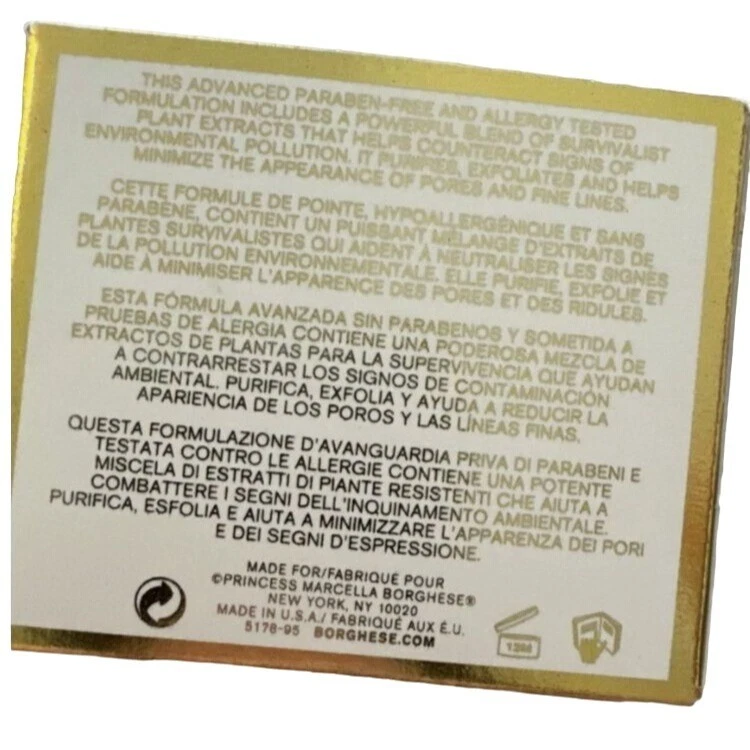 THIS ADVANCED PARABEN-FREE AND ALLERGY TESTED
FORMULATION INCLUDES A POWERFUL BLEND OF SURVIVALIST
PLANT EXTRACTS THAT HELPS COUNTERACT SIGNS OF
ENVIRONMENTAL POLLUTION. IT PURIFIES, EXFOLIATES AND HELPS
MINIMIZE THE APPEARANCE OF PORES AND FINE LINES.
CETTE FORMULE DE POINTE, HYPOALLERGÉNIQUE ET SANS
PARABÈNE, CONTIENT UN PUISSANT MÉLANGE D'EXTRAITS DE
PLANTES SURVIVALISTES QUI AIDENT À NEUTRALISER LES SIGNES
DE LA POLLUTION ENVIRONNEMENTALE. ELLE PURIFIE, EXFOLIE ET
AIDE À MINIMISER L'APPARENCE DES PORES ET DES RIDULES.
ESTA FÓRMULA AVANZADA SIN PARABENOS Y SOMETIDA A
PRUEBAS DE ALERGIA CONTIENE UNA PODEROSA MEZCLA DE
EXTRACTOS DE PLANTAS PARA LA SUPERVIVENCIA QUE AYUDAN
A CONTRARRESTAR LOS SIGNOS DE CONTAMINACIÓN
AMBIENTAL. PURIFICA, EXFOLIA Y AYUDA A REDUCIR LA
APARIENCIA DE LOS POROS Y LAS LÍNEAS FINAS.
QUESTA FORMULAZIONE D'AVANGUARDIA PRIVA DI PARABENI E
TESTATA CONTRO LE ALLERGIE CONTIENE UNA POTENTE
MISCELA DI ESTRATTI DI PIANTE RESISTENTI CHE AIUTA A
COMBATTERE I SEGNI DELL'INQUINAMENTO AMBIENTALE.
PURIFICA, ESFOLIA E AIUTA A MINIMIZZARE L'APPARENZA DEI PORI
E DEI SEGNI D'ESPRESSIONE.
MADE FOR/FABRIQUÉ POUR
©PRINCESS MARCELLA BORGHESE®
NEW YORK, NY 10020
MADE IN U.S.A./ FABRIQUÉ AUX É.U.
5178-95 BORGHESE.COM
12M